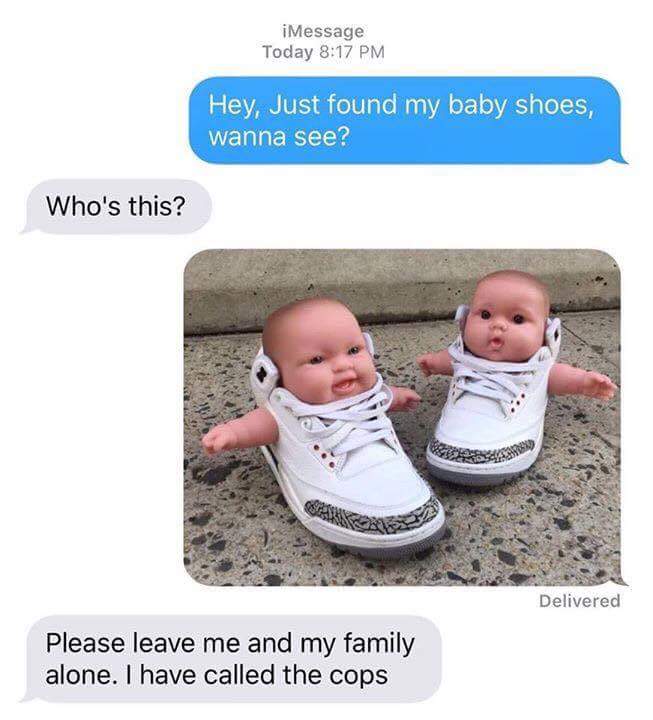 iMessage
Today 8:17 PM
Hey, Just found my baby shoes,
wanna see?
Who's this?
Delivered
Please leave me and my family
alone. I have called the cops